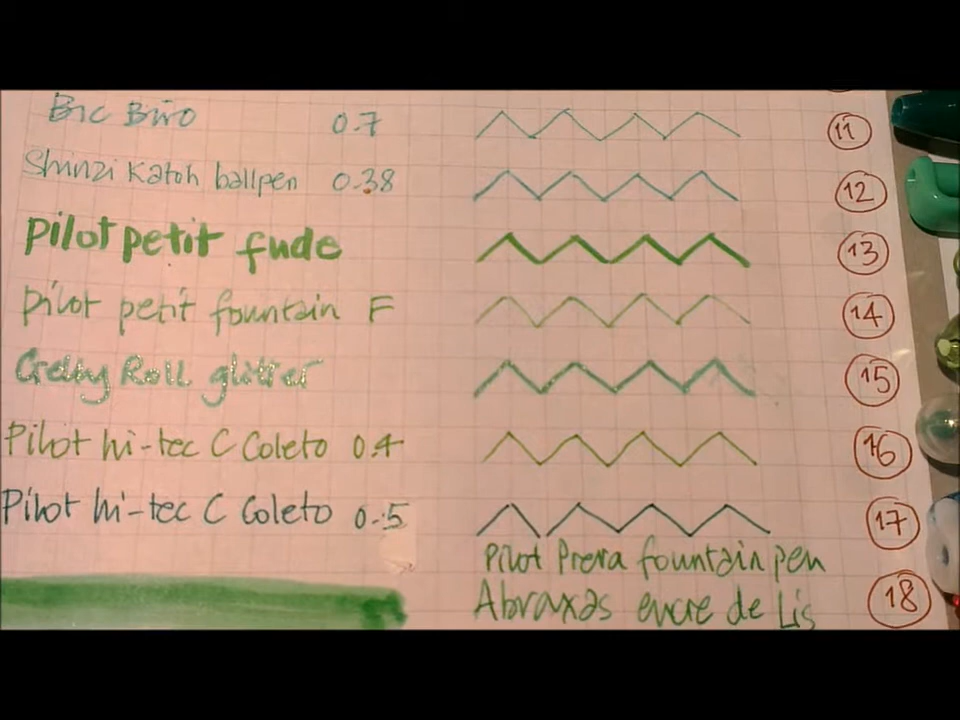 Bic Biro 0.7 11
Shinzi Katoh ballpen 0.38 12
Pilot petit fude 13
Pilot petit fountain F 14
Gelly Roll glitter 15
Pilot hi-tec C Coleto 0.4 16
Pilot hi-tec C Coleto 0.5 17
Pilot Prera fountain pen
Abraxas encre de Lis 18